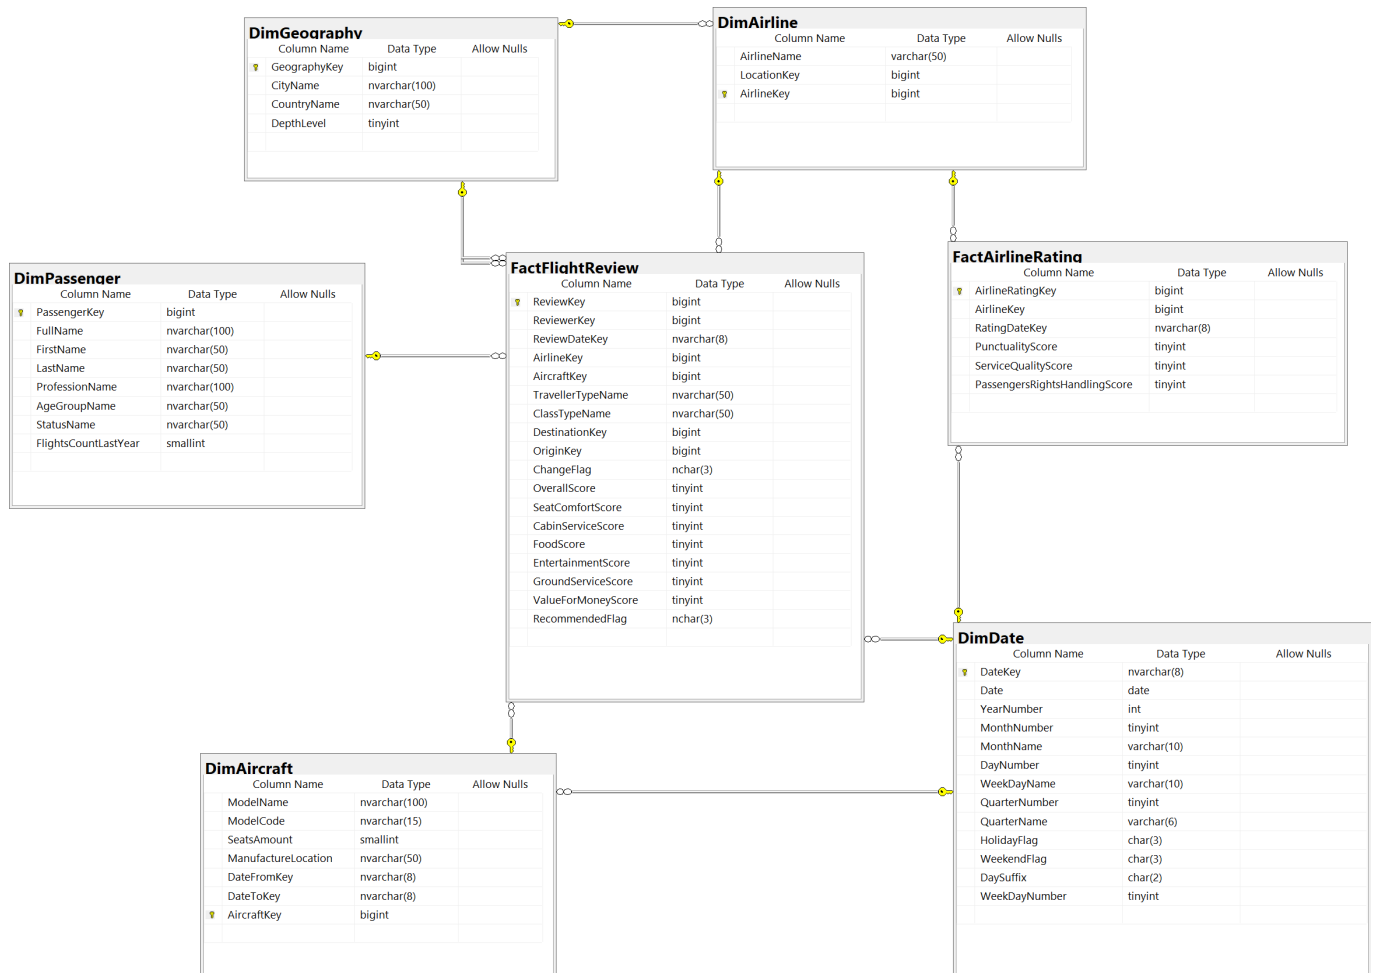 DimGeography
Column Name Data Type Allow Nulls
GeographyKey bigint
CityName nvarchar(100)
CountryName nvarchar(50)
DepthLevel tinyint
DimAirline
Column Name Data Type Allow Nulls
AirlineName varchar(50)
LocationKey bigint
AirlineKey bigint
DimPassenger
Column Name Data Type Allow Nulls
PassengerKey bigint
FullName nvarchar(100)
FirstName nvarchar(50)
LastName nvarchar(50)
ProfessionName nvarchar(100)
AgeGroupName nvarchar(50)
StatusName nvarchar(50)
FlightsCountLastYear smallint
FactFlightReview
Column Name Data Type Allow Nulls
ReviewKey bigint
ReviewerKey bigint
ReviewDateKey nvarchar(8)
AirlineKey bigint
AircraftKey bigint
TravellerTypeName nvarchar(50)
ClassTypeName nvarchar(50)
DestinationKey bigint
OriginKey bigint
ChangeFlag nchar(3)
OverallScore tinyint
SeatComfortScore tinyint
CabinServiceScore tinyint
FoodScore tinyint
EntertainmentScore tinyint
GroundServiceScore tinyint
ValueForMoneyScore tinyint
RecommendedFlag nchar(3)
FactAirlineRating
Column Name Data Type Allow Nulls
AirlineRatingKey bigint
AirlineKey bigint
RatingDateKey nvarchar(8)
PunctualityScore tinyint
ServiceQualityScore tinyint
PassengersRightsHandlingScore tinyint
DimAircraft
Column Name Data Type Allow Nulls
ModelName nvarchar(100)
ModelCode nvarchar(15)
SeatsAmount smallint
ManufactureLocation nvarchar(50)
DateFromKey nvarchar(8)
DateToKey nvarchar(8)
AircraftKey bigint
DimDate
Column Name Data Type Allow Nulls
DateKey nvarchar(8)
Date date
YearNumber int
MonthNumber tinyint
MonthName varchar(10)
DayNumber tinyint
WeekDayName varchar(10)
QuarterNumber tinyint
QuarterName varchar(6)
HolidayFlag char(3)
WeekendFlag char(3)
DaySuffix char(2)
WeekDayNumber tinyint